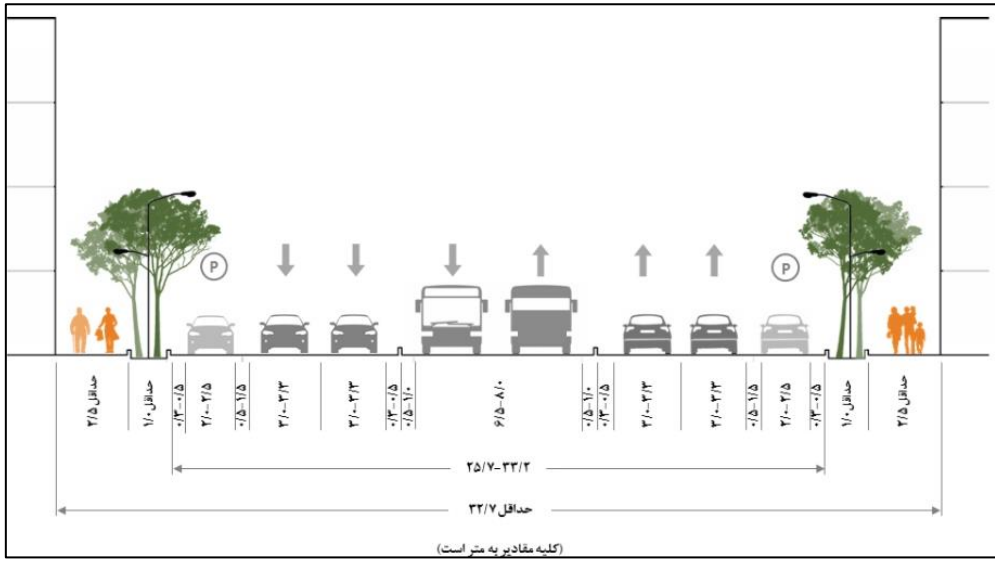 P
P
حداقل ۲/۵
حداقل ۱/۰
۰/۳-۰/۵
۲/۰-۲/۵
۰/۵-۱/۵
۳/۰-۳/۳
۳/۰-۳/۳
۰/۳-۰/۵
۰/۵-۱/۰
۶/۵-۸/۰
۰/۵-۱/۰
۰/۳-۰/۵
۳/۰-۳/۳
۳/۰-۳/۳
۰/۵-۱/۵
۲/۰-۲/۵
۰/۳-۰/۵
حداقل ۱/۰
حداقل ۲/۵
۲۵/۷-۳۳/۲
حداقل ۳۲/۷
(کلیه مقادیر به متر است)